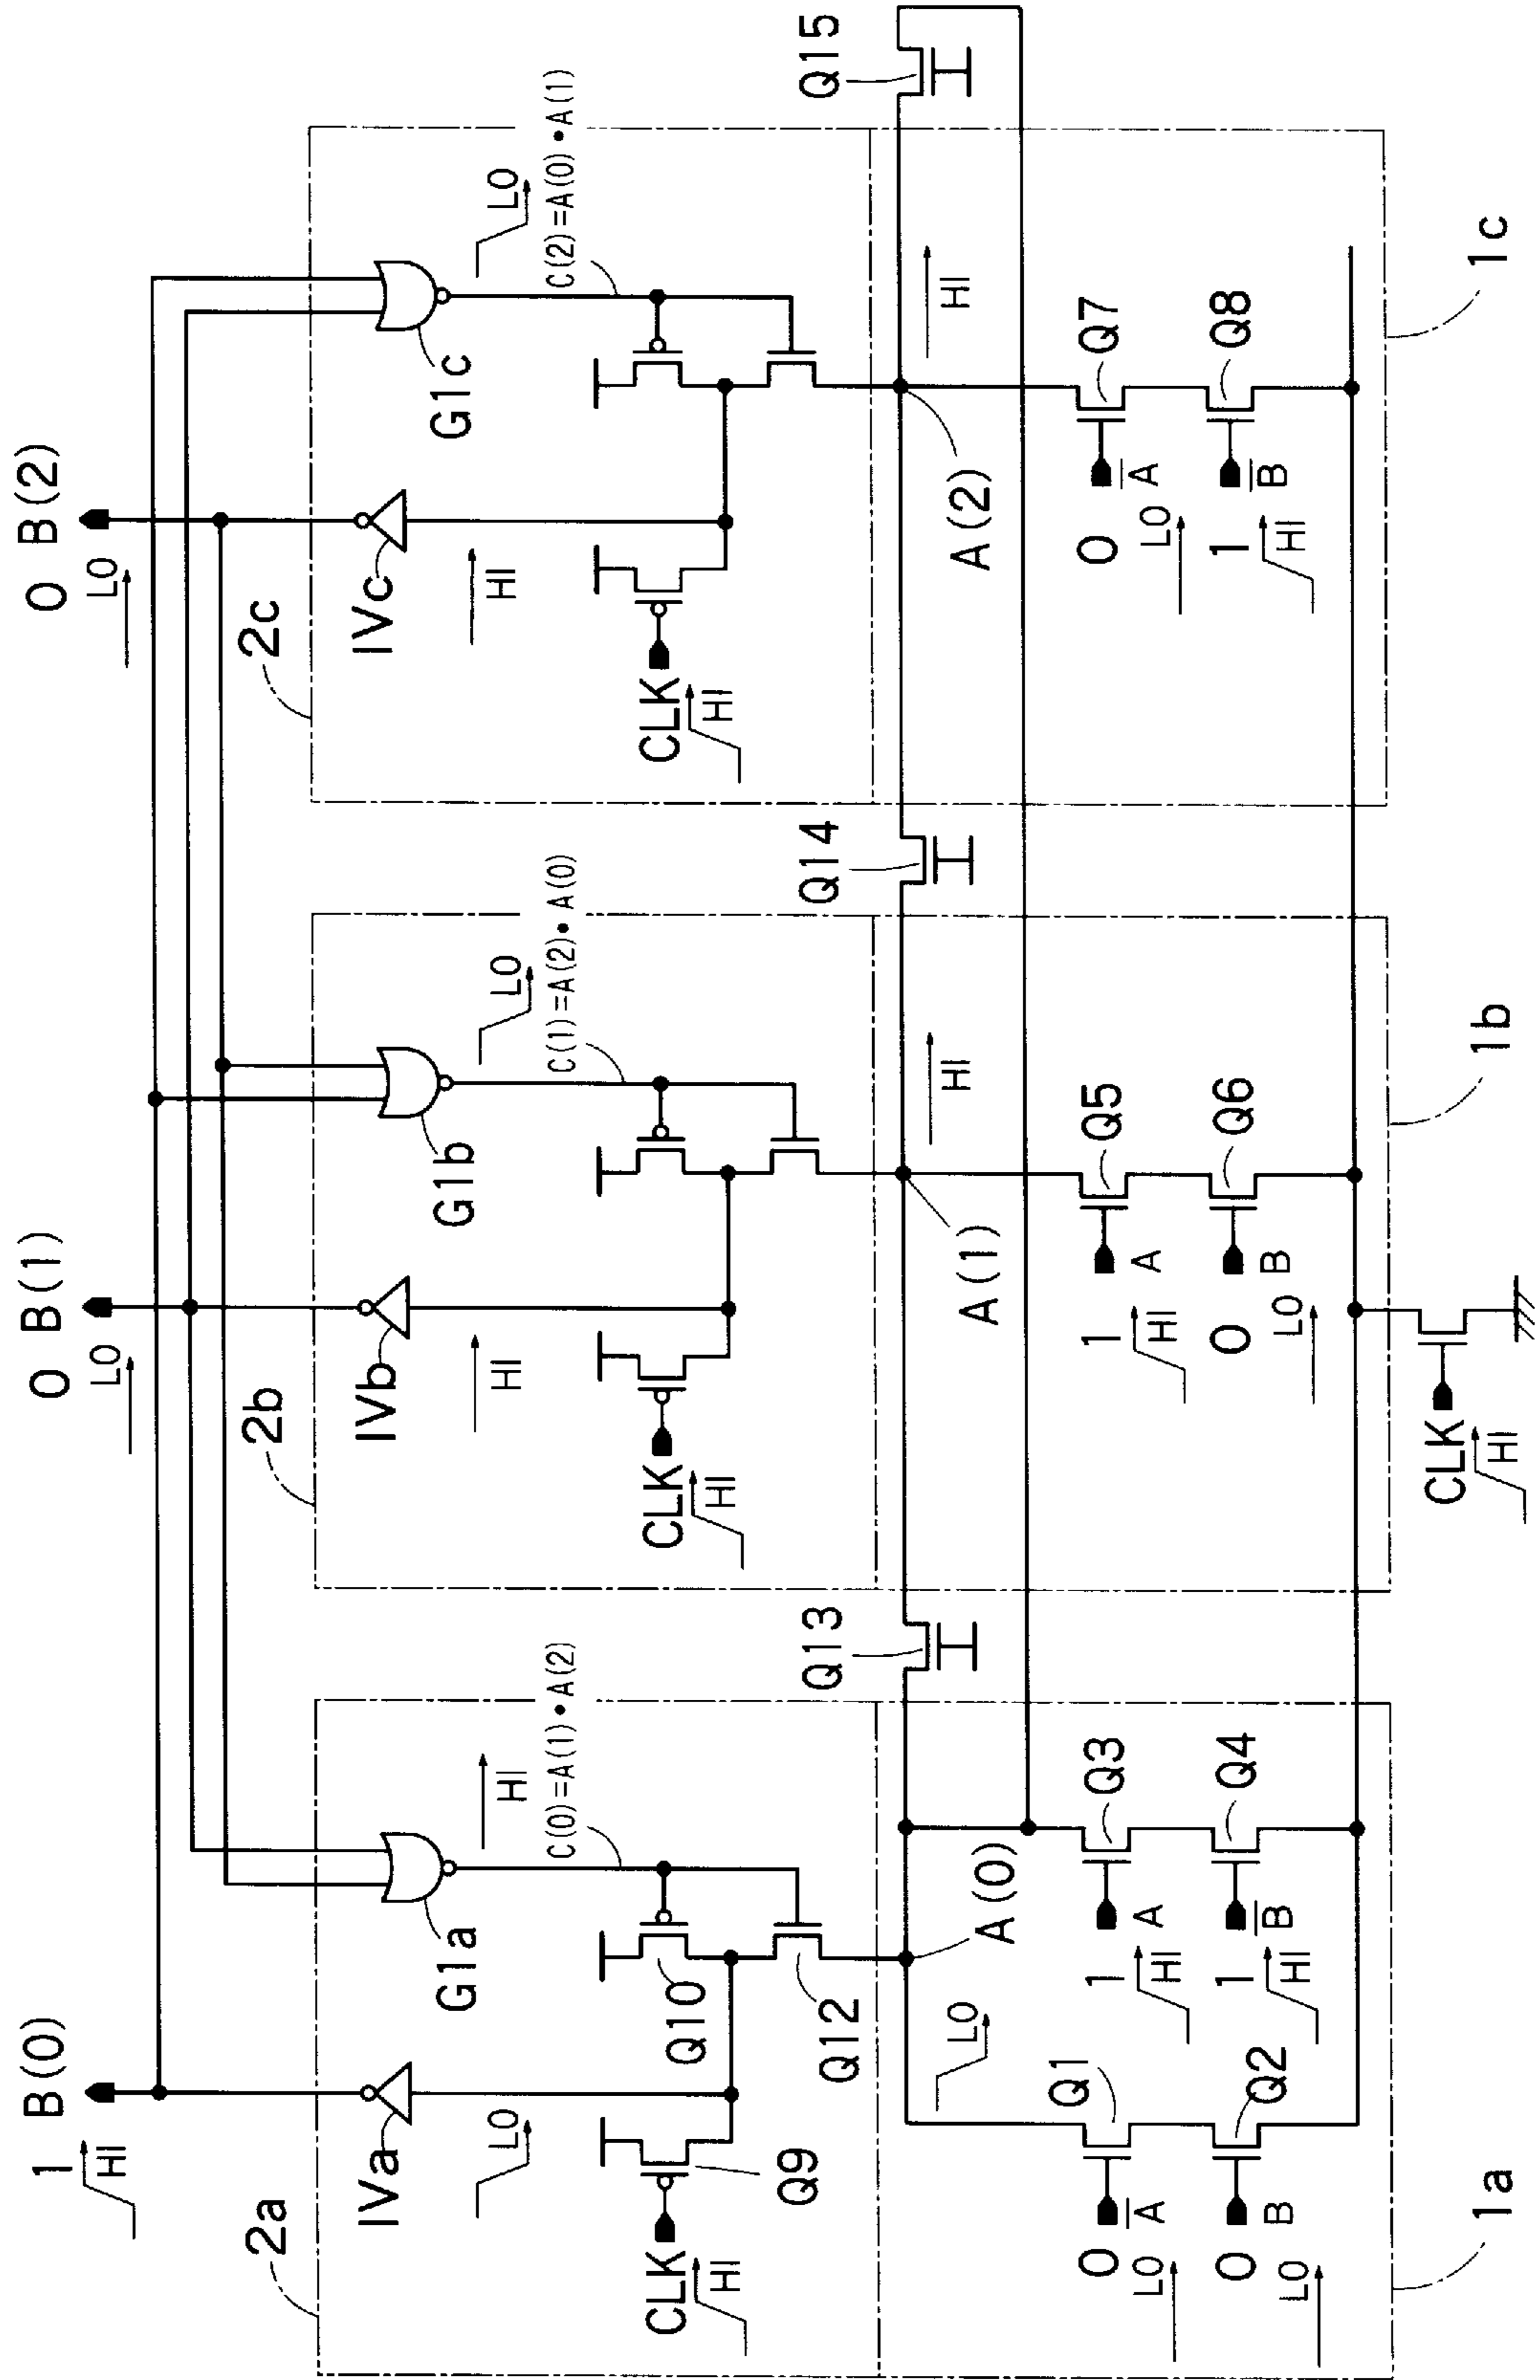 1 B(0)
HI
0 B(1)
LO
0 B(2)
LO
2a
IVa
LO
G1a
HI
C(0)=A(1)•A(2)
CLK
HI
Q9
Q10
Q12
2b
IVb
HI
G1b
LO
C(1)=A(2)•A(0)
CLK
HI
2c
IVc
HI
G1c
LO
C(2)=A(0)•A(1)
CLK
HI
Q13
Q14
Q15
LO
A(0)
A(1)
HI
A(2)
HI
0
LO
A̅
Q1
0
LO
B
Q2
1
HI
A
Q3
1
HI
B̅
Q4
1
HI
A
Q5
0
LO
B
Q6
0
LO
A̅
Q7
1
HI
B̅
Q8
1a
CLK
HI
1b
1c